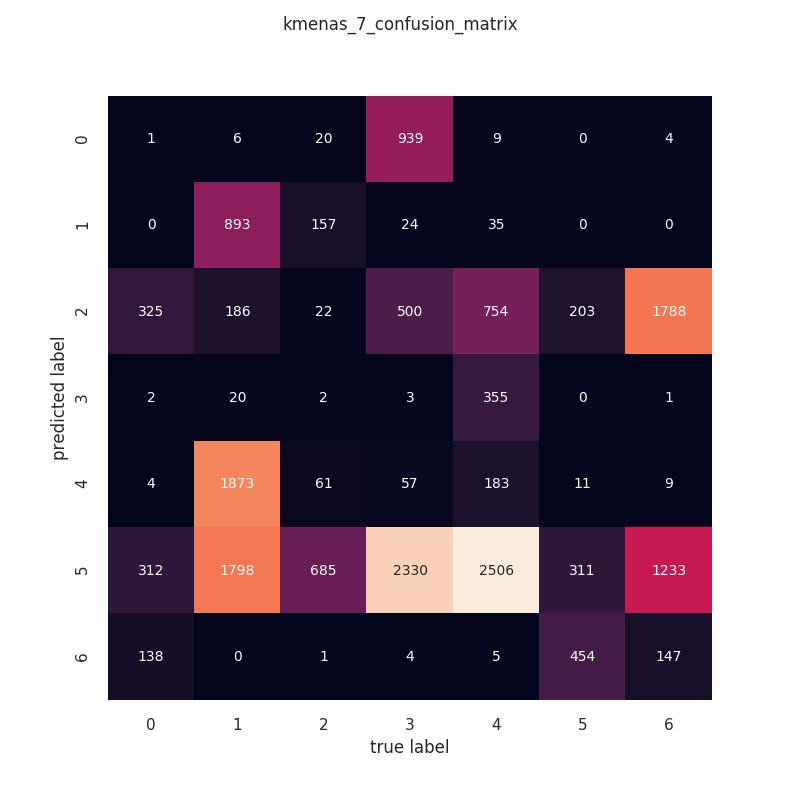 kmenas_7_confusion_matrix
0 1 6 20 939 9 0 4
1 0 893 157 24 35 0 0
2 325 186 22 500 754 203 1788
3 2 20 2 3 355 0 1
4 4 1873 61 57 183 11 9
5 312 1798 685 2330 2506 311 1233
6 138 0 1 4 5 454 147
0 1 2 3 4 5 6
predicted label
true label